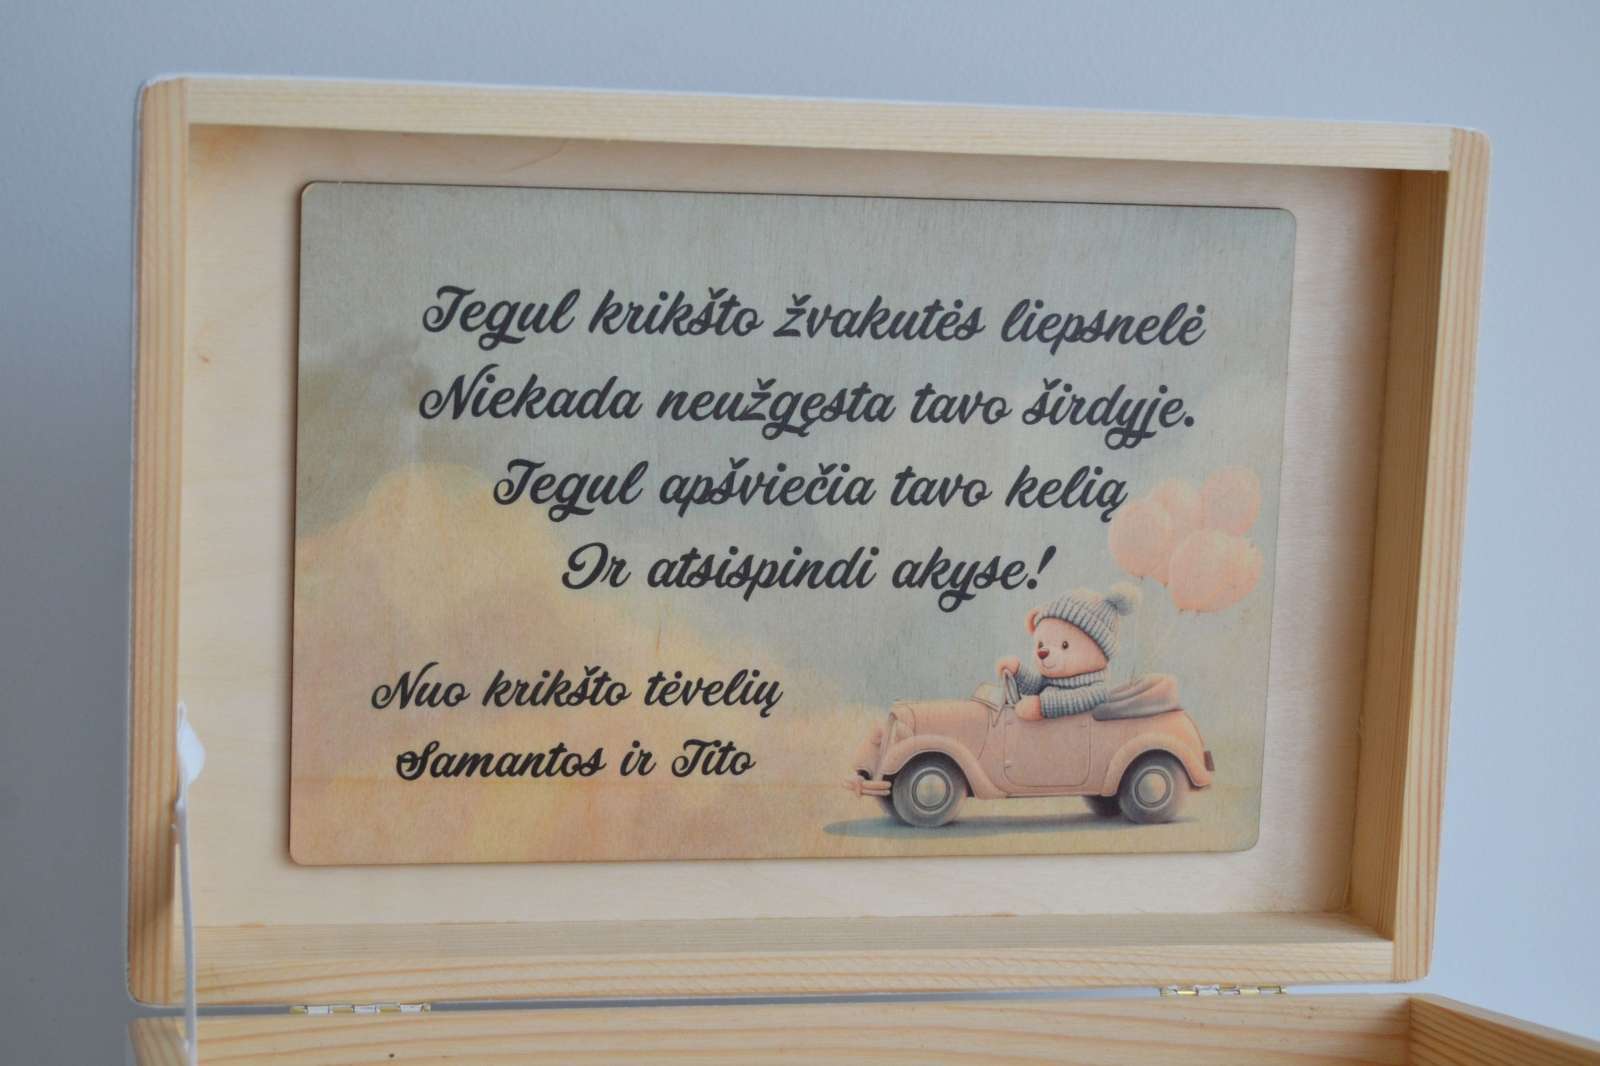 Tegul krikšto žvakutės liepsnelė
Niekada neužgęsta tavo širdyje.
Tegul apšviečia tavo kelią
Ir atsispindi akyse!
Nuo krikšto tėvelių
Samantos ir Tito